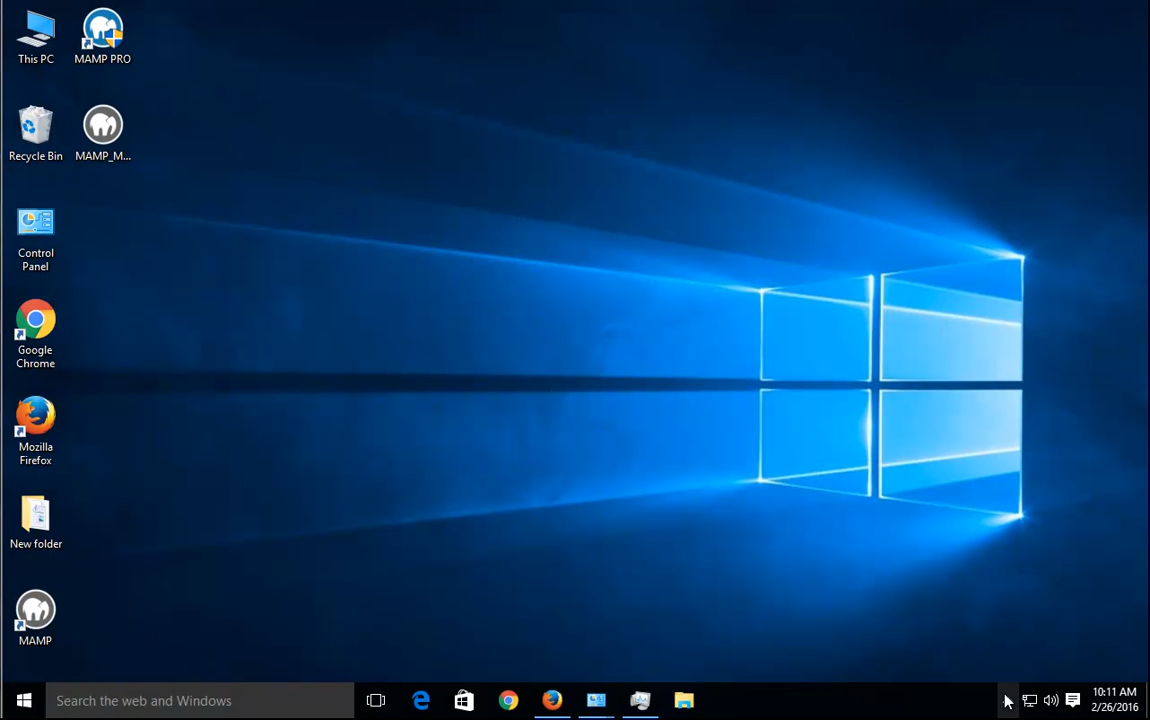 This PC
MAMP PRO
Recycle Bin
MAMP_M...
Control
Panel
Google
Chrome
Mozilla
Firefox
New folder
MAMP
Search the web and Windows
10:11 AM
2/26/2016